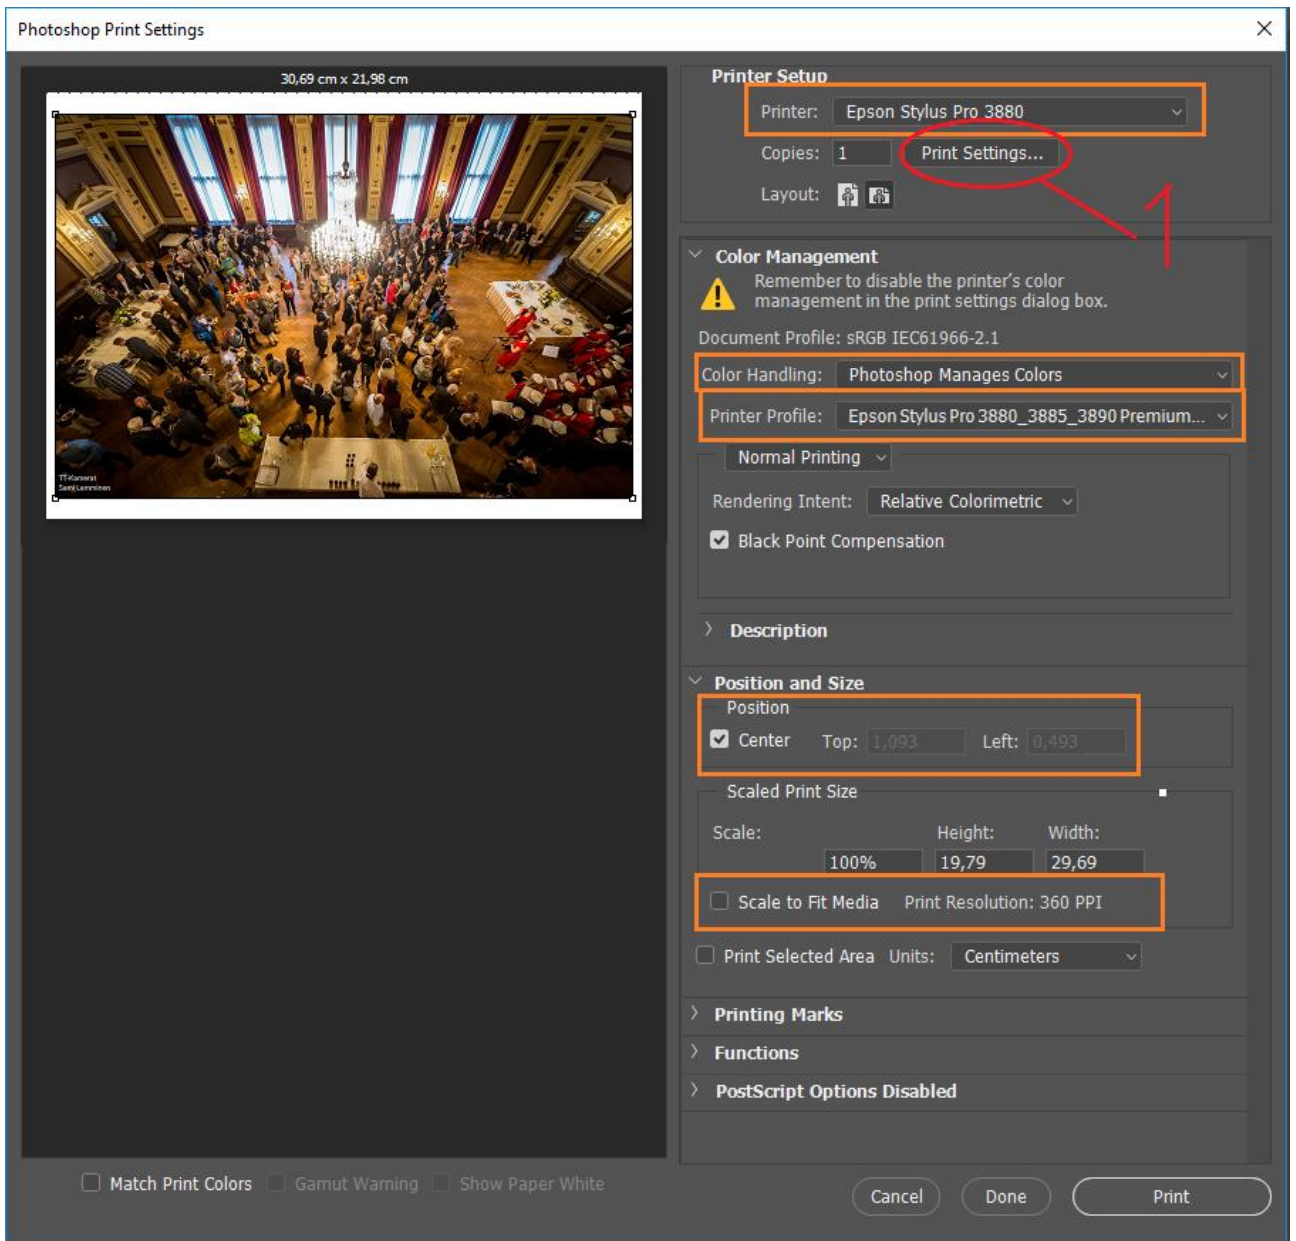 Photoshop Print Settings
30,69 cm x 21,98 cm
TT-Kamerat
Sami Lamminen
Match Print Colors Gamut Warning Show Paper White
Printer Setup
Printer: Epson Stylus Pro 3880
Copies: 1 Print Settings...
1
Layout:
Color Management
Remember to disable the printer's color
management in the print settings dialog box.
Document Profile: sRGB IEC61966-2.1
Color Handling: Photoshop Manages Colors
Printer Profile: Epson Stylus Pro 3880_3885_3890 Premium...
Normal Printing
Rendering Intent: Relative Colorimetric
Black Point Compensation
Description
Position and Size
Position
Center Top: 1,093 Left: 0,493
Scaled Print Size
Scale: Height: Width:
100% 19,79 29,69
Scale to Fit Media Print Resolution: 360 PPI
Print Selected Area Units: Centimeters
Printing Marks
Functions
PostScript Options Disabled
Cancel Done Print